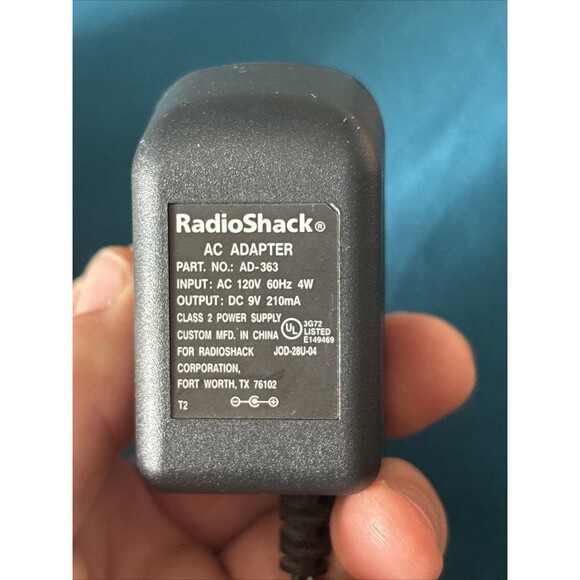 RadioShack®
AC ADAPTER
PART. NO.: AD-363
INPUT: AC 120V 60Hz 4W
OUTPUT: DC 9V 210mA
CLASS 2 POWER SUPPLY
CUSTOM MFD. IN CHINA
UL® 3G72
LISTED
E149469
FOR RADIOSHACK JOD-28U-04
CORPORATION,
FORT WORTH, TX 76102
T2